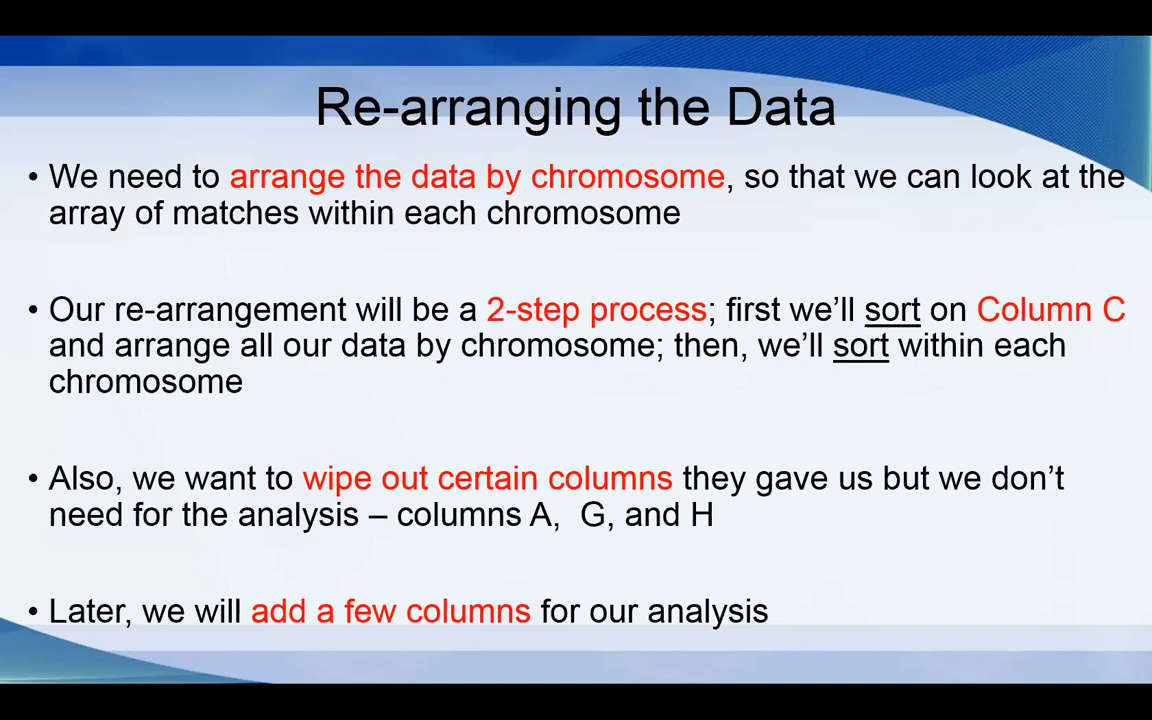 Re-arranging the Data
• We need to arrange the data by chromosome, so that we can look at the
array of matches within each chromosome
• Our re-arrangement will be a 2-step process; first we’ll sort on Column C
and arrange all our data by chromosome; then, we’ll sort within each
chromosome
• Also, we want to wipe out certain columns they gave us but we don’t
need for the analysis – columns A,  G, and H
• Later, we will add a few columns for our analysis